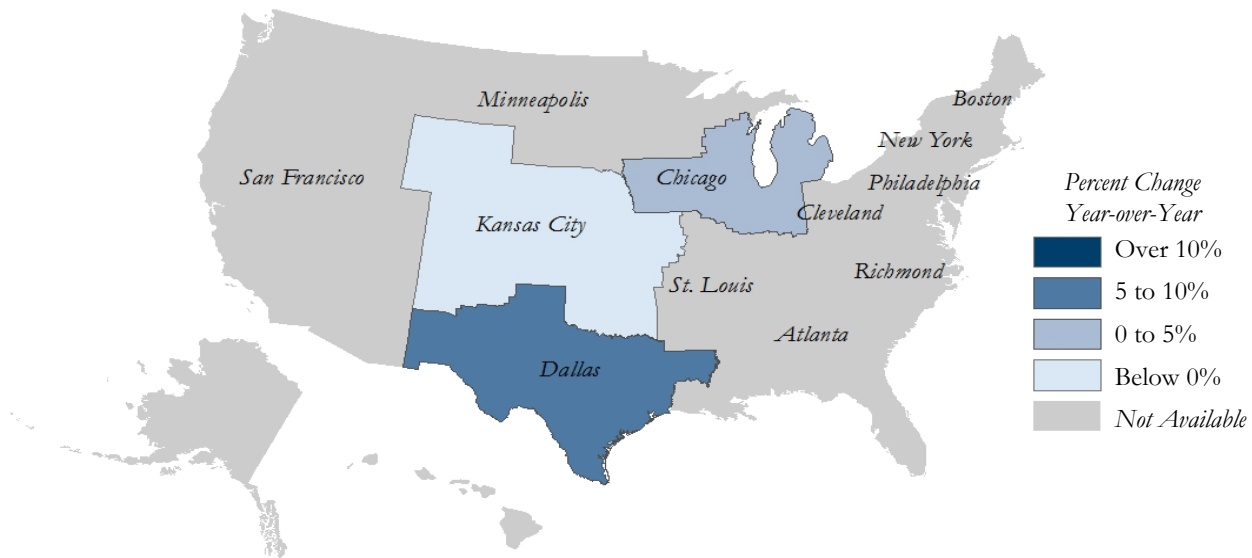 Minneapolis
Boston
New York
San Francisco
Chicago
Philadelphia
Cleveland
Kansas City
Richmond
St. Louis
Atlanta
Dallas
Percent Change
Year-over-Year
Over 10%
5 to 10%
0 to 5%
Below 0%
Not Available